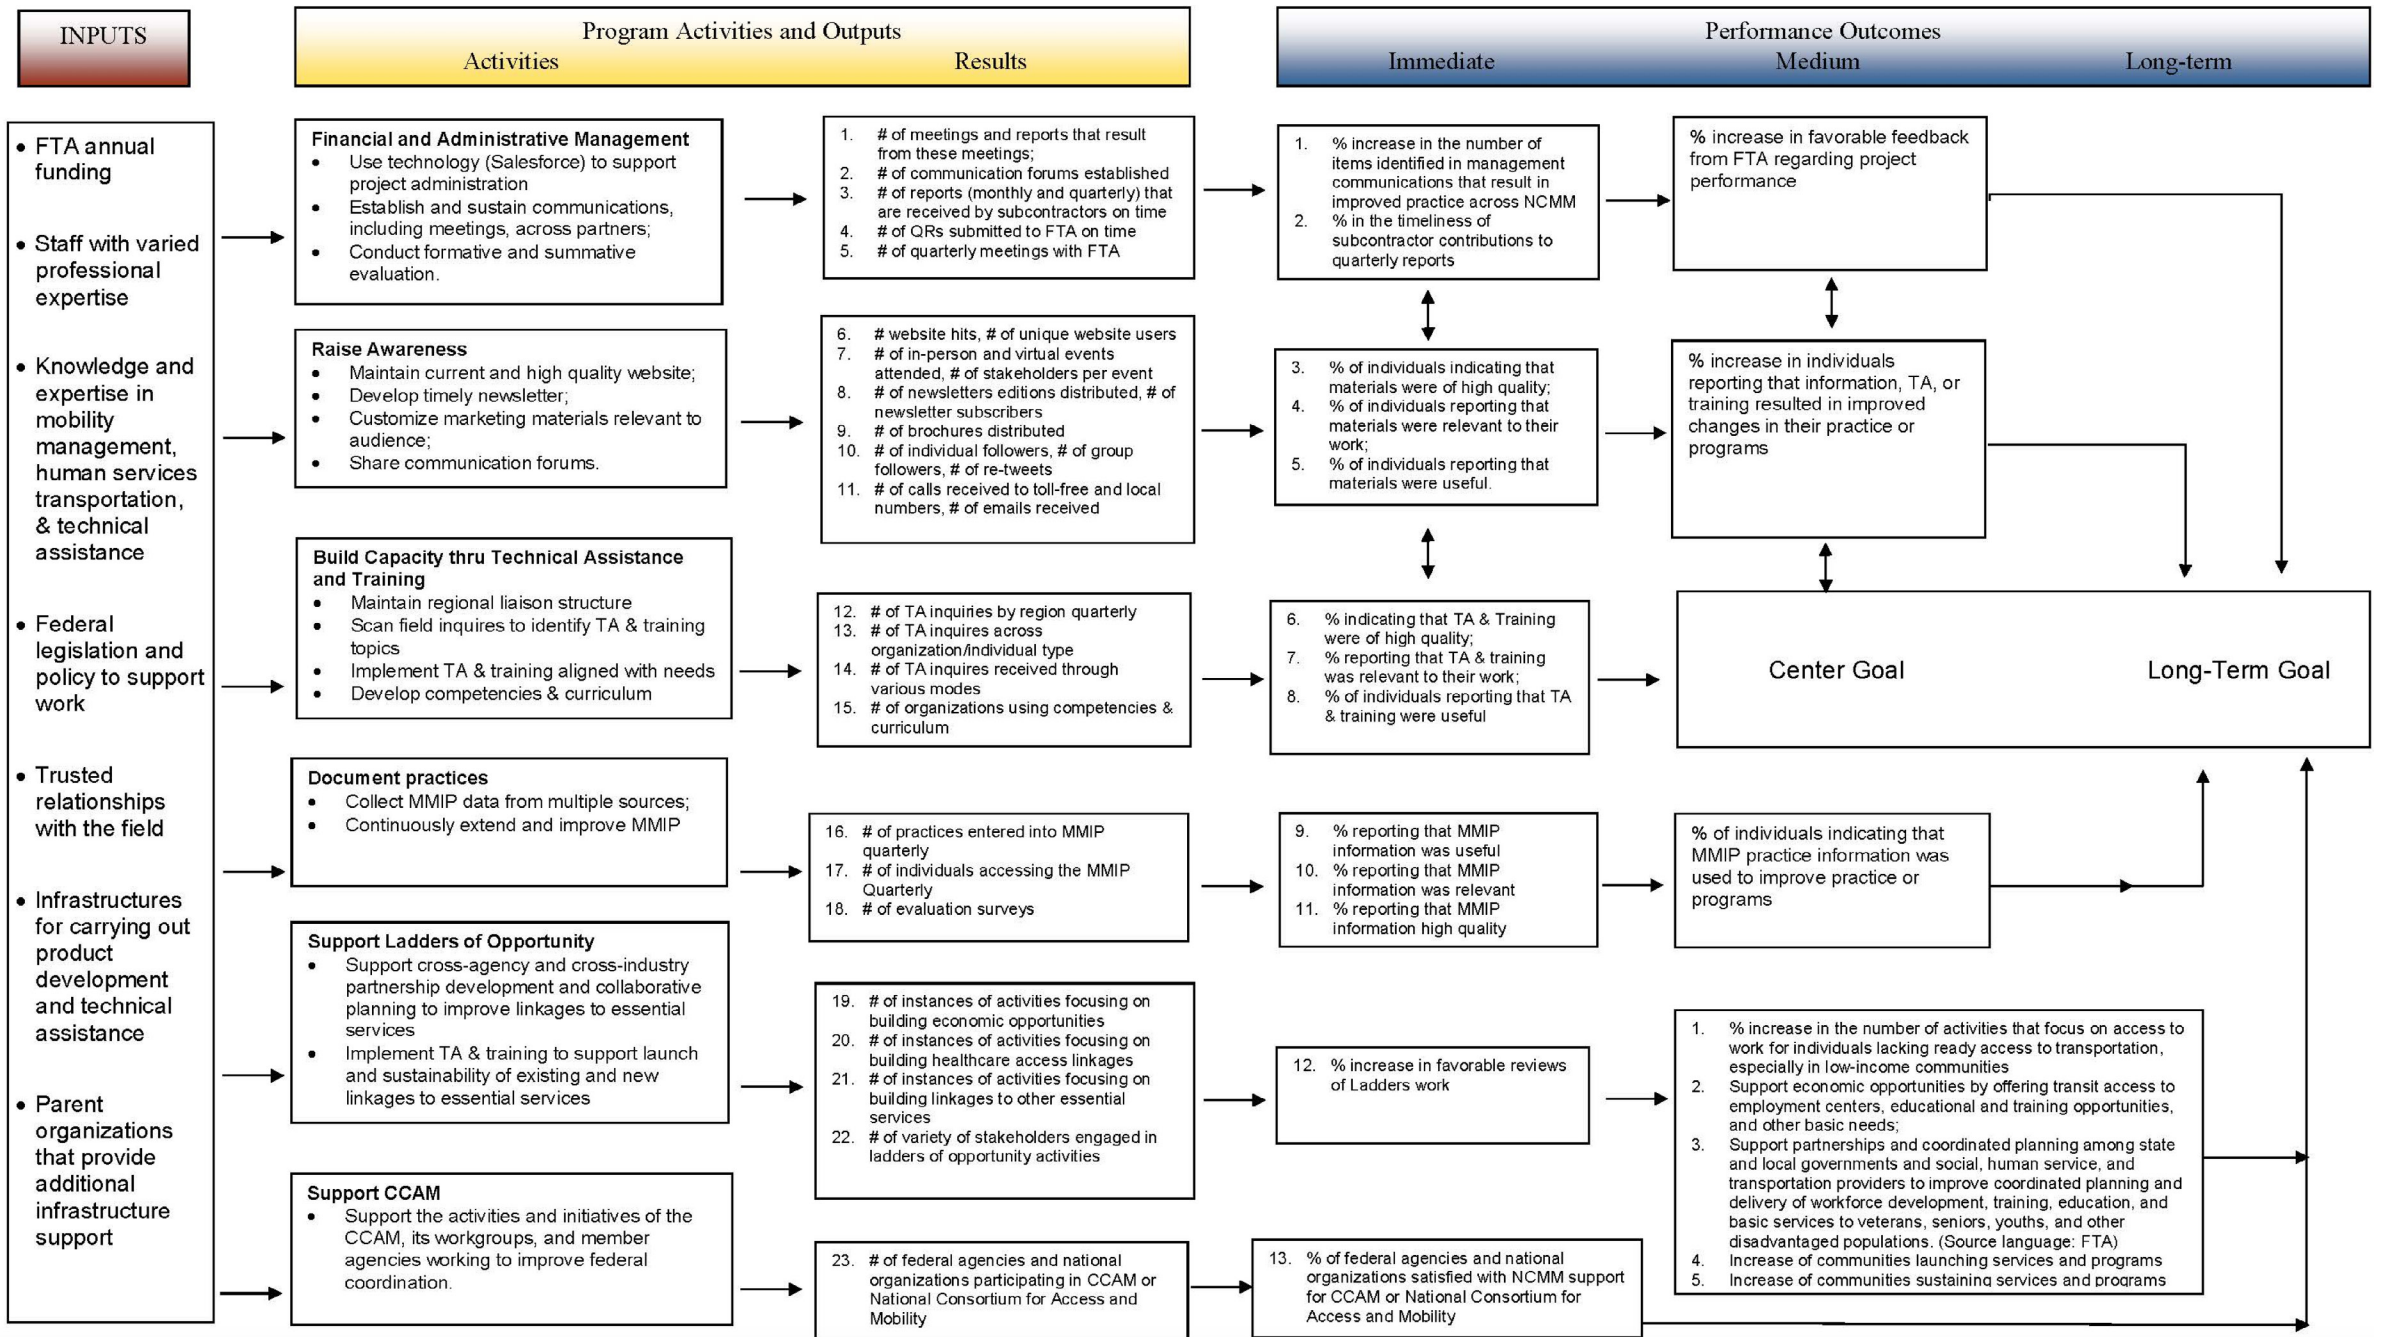 INPUTS
Program Activities and Outputs
Activities
Results
Performance Outcomes
Immediate
Medium
Long-term
• FTA annual
funding
• Staff with varied
professional
expertise
• Knowledge and
expertise in
mobility
management,
human services
transportation,
& technical
assistance
• Federal
legislation and
policy to support
work
• Trusted
relationships
with the field
• Infrastructures
for carrying out
product
development
and technical
assistance
• Parent
organizations
that provide
additional
infrastructure
support
Financial and Administrative Management
• Use technology (Salesforce) to support
project administration
• Establish and sustain communications,
including meetings, across partners;
• Conduct formative and summative
evaluation.
1. # of meetings and reports that result
from these meetings;
2. # of communication forums established
3. # of reports (monthly and quarterly) that
are received by subcontractors on time
4. # of QRs submitted to FTA on time
5. # of quarterly meetings with FTA
1. % increase in the number of
items identified in management
communications that result in
improved practice across NCMM
2. % in the timeliness of
subcontractor contributions to
quarterly reports
% increase in favorable feedback
from FTA regarding project
performance
Raise Awareness
• Maintain current and high quality website;
• Develop timely newsletter;
• Customize marketing materials relevant to
audience;
• Share communication forums.
6. # website hits, # of unique website users
7. # of in-person and virtual events
attended, # of stakeholders per event
8. # of newsletters editions distributed, # of
newsletter subscribers
9. # of brochures distributed
10. # of individual followers, # of group
followers, # of re-tweets
11. # of calls received to toll-free and local
numbers, # of emails received
3. % of individuals indicating that
materials were of high quality;
4. % of individuals reporting that
materials were relevant to their
work;
5. % of individuals reporting that
materials were useful.
% increase in individuals
reporting that information, TA, or
training resulted in improved
changes in their practice or
programs
Build Capacity thru Technical Assistance
and Training
• Maintain regional liaison structure
• Scan field inquires to identify TA & training
topics
• Implement TA & training aligned with needs
• Develop competencies & curriculum
12. # of TA inquiries by region quarterly
13. # of TA inquires across
organization/individual type
14. # of TA inquires received through
various modes
15. # of organizations using competencies &
curriculum
6. % indicating that TA & Training
were of high quality;
7. % reporting that TA & training
was relevant to their work;
8. % of individuals reporting that TA
& training were useful
Center Goal
Long-Term Goal
Document practices
• Collect MMIP data from multiple sources;
• Continuously extend and improve MMIP
16. # of practices entered into MMIP
quarterly
17. # of individuals accessing the MMIP
Quarterly
18. # of evaluation surveys
9. % reporting that MMIP
information was useful
10. % reporting that MMIP
information was relevant
11. % reporting that MMIP
information high quality
% of individuals indicating that
MMIP practice information was
used to improve practice or
programs
Support Ladders of Opportunity
• Support cross-agency and cross-industry
partnership development and collaborative
planning to improve linkages to essential
services
• Implement TA & training to support launch
and sustainability of existing and new
linkages to essential services
19. # of instances of activities focusing on
building economic opportunities
20. # of instances of activities focusing on
building healthcare access linkages
21. # of instances of activities focusing on
building linkages to other essential
services
22. # of variety of stakeholders engaged in
ladders of opportunity activities
12. % increase in favorable reviews
of Ladders work
1. % increase in the number of activities that focus on access to
work for individuals lacking ready access to transportation,
especially in low-income communities
2. Support economic opportunities by offering transit access to
employment centers, educational and training opportunities,
and other basic needs;
3. Support partnerships and coordinated planning among state
and local governments and social, human service, and
transportation providers to improve coordinated planning and
delivery of workforce development, training, education, and
basic services to veterans, seniors, youths, and other
disadvantaged populations. (Source language: FTA)
4. Increase of communities launching services and programs
5. Increase of communities sustaining services and programs
Support CCAM
• Support the activities and initiatives of the
CCAM, its workgroups, and member
agencies working to improve federal
coordination.
23. # of federal agencies and national
organizations participating in CCAM or
National Consortium for Access and
Mobility
13. % of federal agencies and national
organizations satisfied with NCMM support
for CCAM or National Consortium for
Access and Mobility